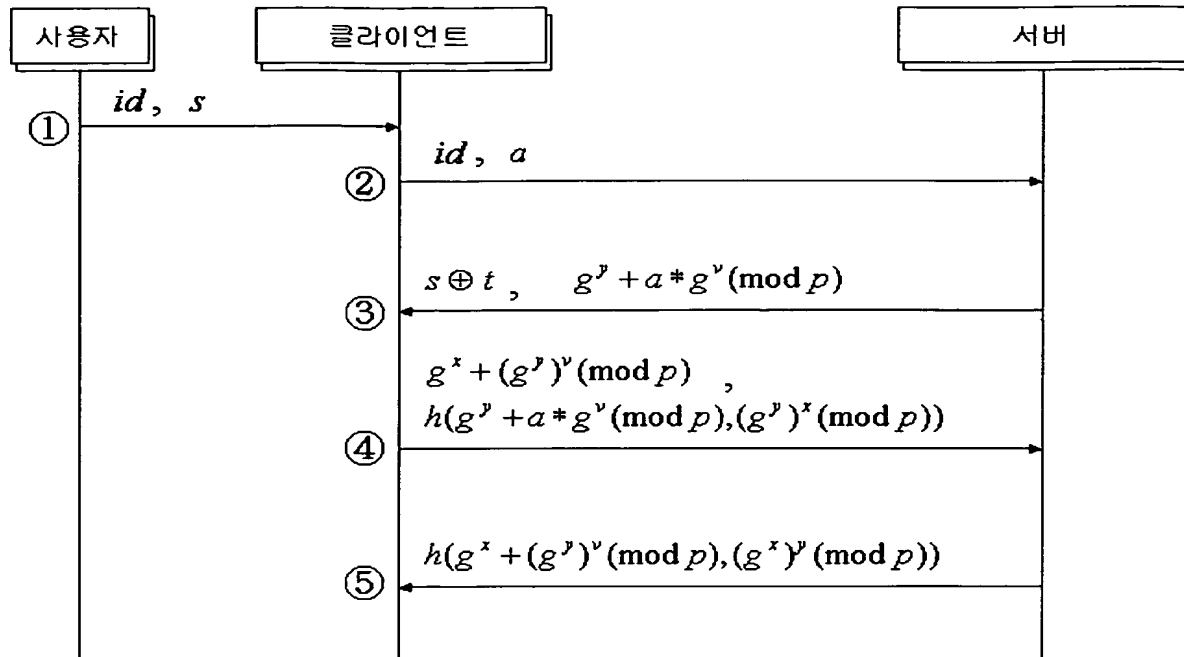 사용자
클라이언트
서버
id, s
①
id, a
②
s ⊕ t , g^y + a * g^v (mod p)
③
g^x + (g^y)^v (mod p) ,
h(g^y + a * g^v (mod p),(g^y)^x (mod p))
④
h(g^x + (g^y)^v (mod p),(g^x)^y (mod p))
⑤